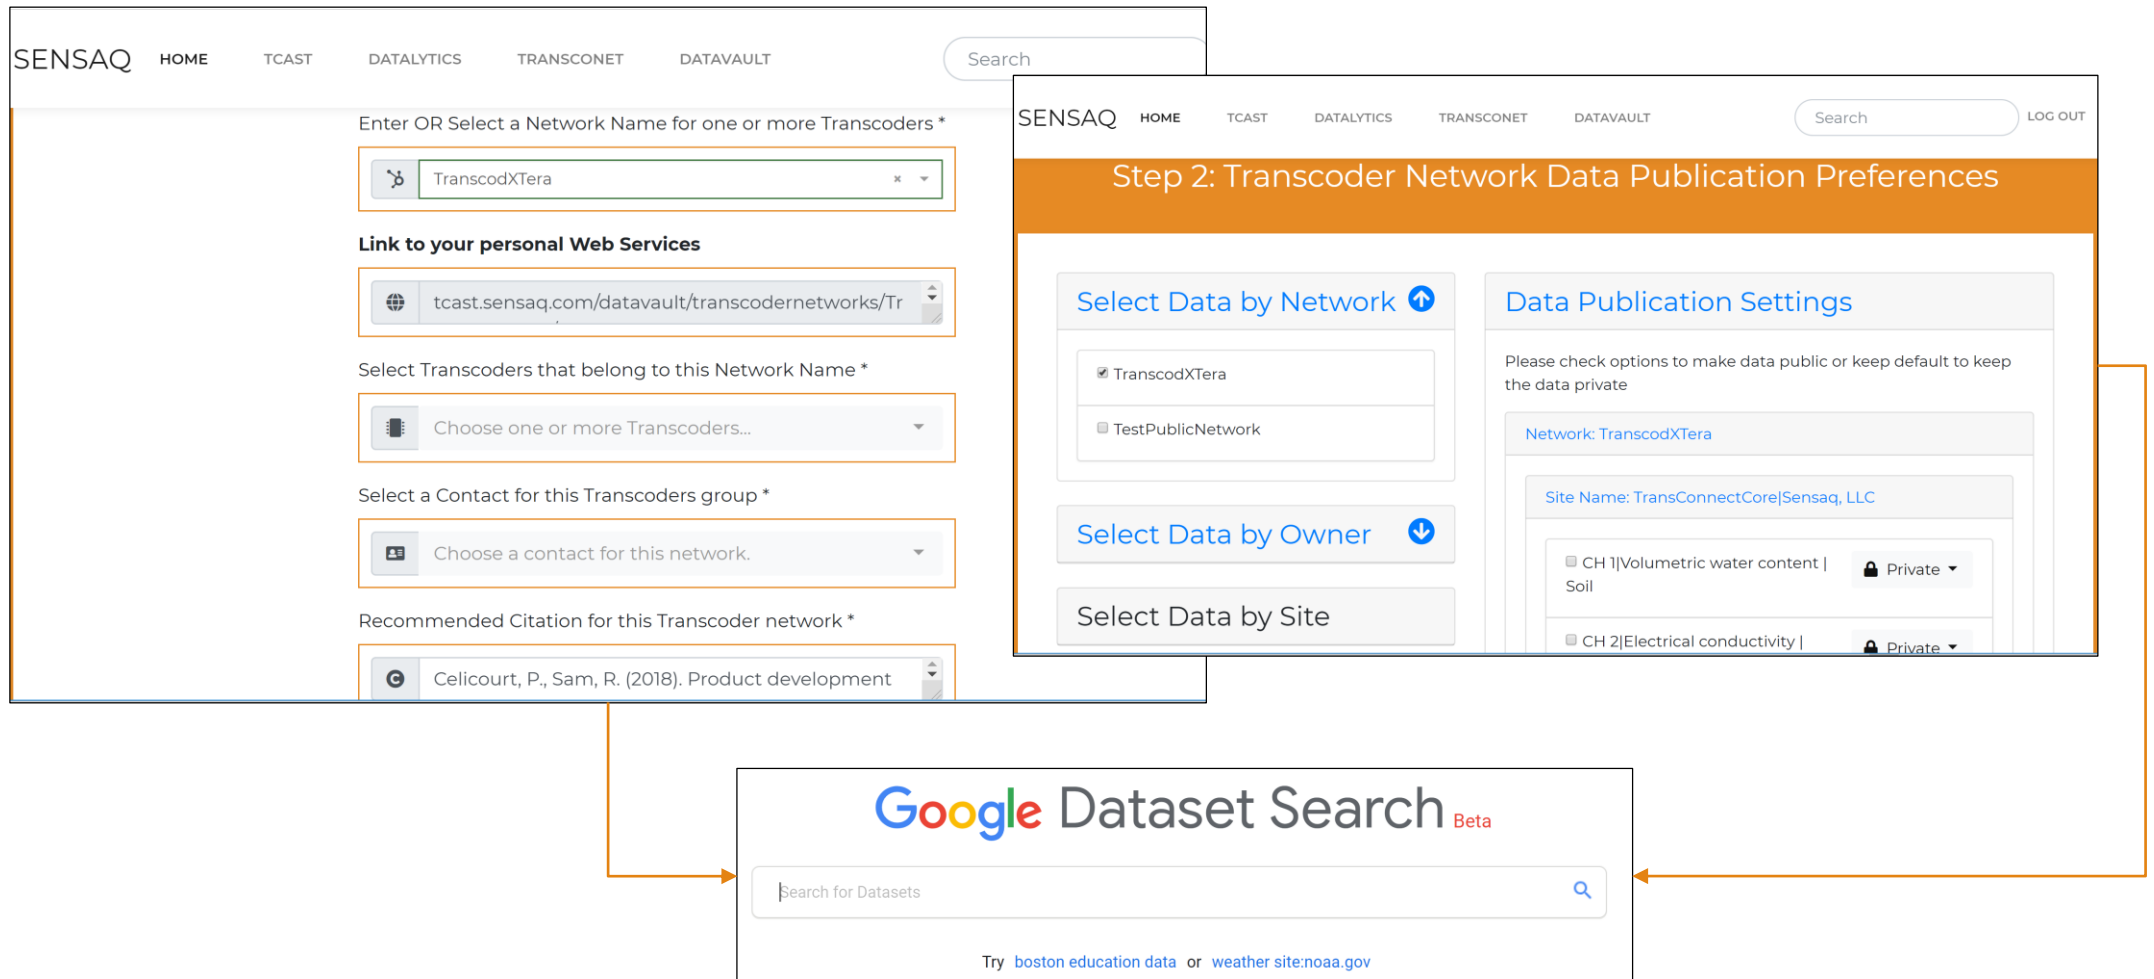 SENSAQ HOME TCAST DATALYTICS TRANSCONET DATAVAULT Search
Enter OR Select a Network Name for one or more Transcoders *
TranscodXTera × 
Link to your personal Web Services
tcast.sensaq.com/datavault/transcodernetworks/Tr
Select Transcoders that belong to this Network Name *
Choose one or more Transcoders...
Select a Contact for this Transcoders group *
Choose a contact for this network.
Recommended Citation for this Transcoder network *
Celicourt, P., Sam, R. (2018). Product development
SENSAQ HOME TCAST DATALYTICS TRANSCONET DATAVAULT Search LOG OUT
Step 2: Transcoder Network Data Publication Preferences
Select Data by Network
TranscodXTera
TestPublicNetwork
Select Data by Owner
Select Data by Site
Data Publication Settings
Please check options to make data public or keep default to keep
the data private
Network: TranscodXTera
Site Name: TransConnectCore|Sensaq, LLC
CH 1|Volumetric water content | Private
Soil
CH 2|Electrical conductivity | Private
Google Dataset Search Beta
Search for Datasets
Try boston education data or weather site:noaa.gov